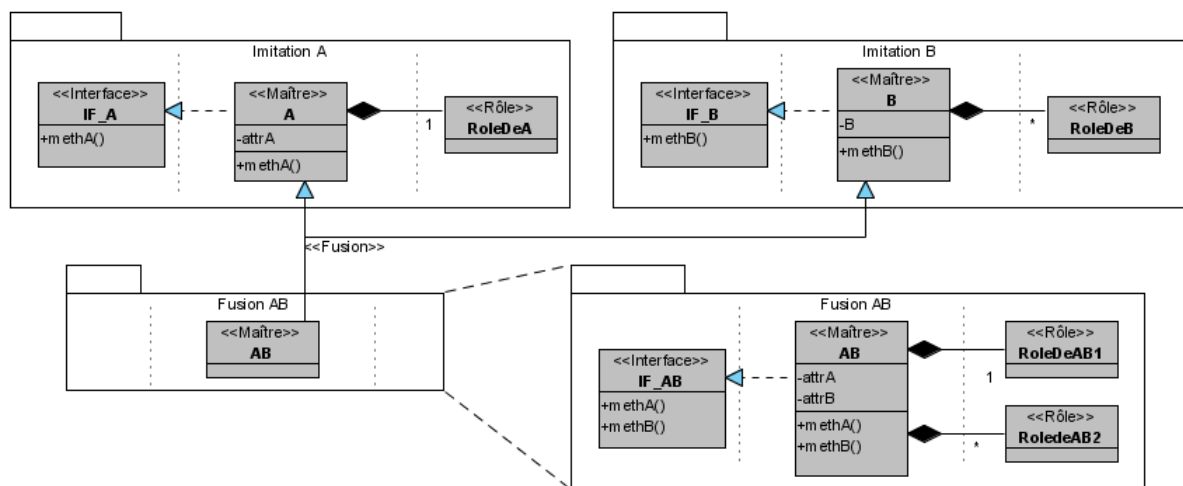 Imitation A
<<Interface>>
IF_A
+methA()
<<Maître>>
A
-attrA
+methA()
1
<<Rôle>>
RoleDeA
Imitation B
<<Interface>>
IF_B
+methB()
<<Maître>>
B
-B
+methB()
*
<<Rôle>>
RoleDeB
<<Fusion>>
Fusion AB
<<Maître>>
AB
Fusion AB
<<Interface>>
IF_AB
+methA()
+methB()
<<Maître>>
AB
-attrA
-attrB
+methA()
+methB()
<<Rôle>>
RoleDeAB1
1
<<Rôle>>
RoledeAB2
*